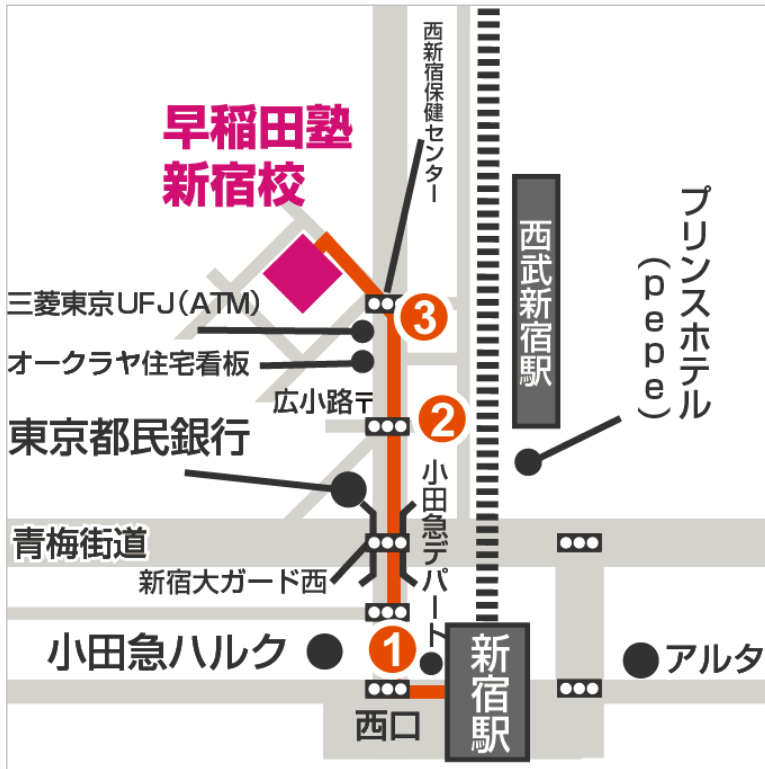 西新宿保健センター
早稲田塾
新宿校
プリンスホテル
(pepe)
西武新宿駅
三菱東京UFJ(ATM)
3
オークラヤ住宅看板
広小路〒
2
東京都民銀行
小田急デパート
青梅街道
新宿大ガード西
1
小田急ハルク
新宿駅
アルタ
西口